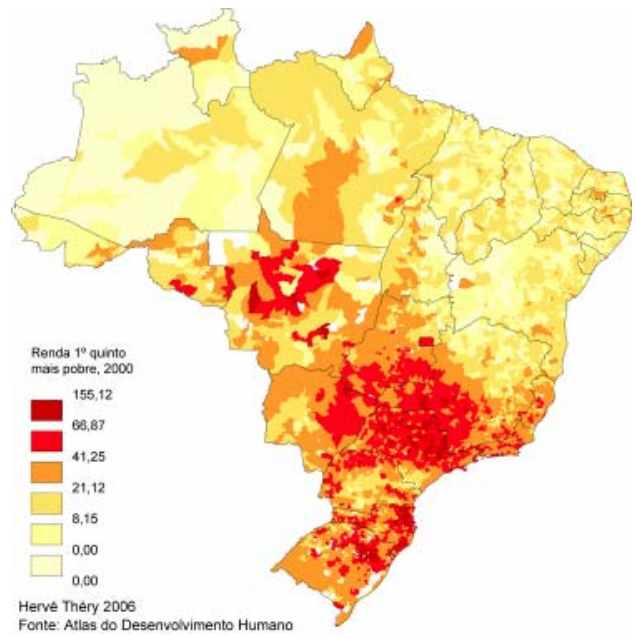 Renda 1º quinto
mais pobre, 2000
155,12
66,87
41,25
21,12
8,15
0,00
0,00
Hervé Théry 2006
Fonte: Atlas do Desenvolvimento Humano